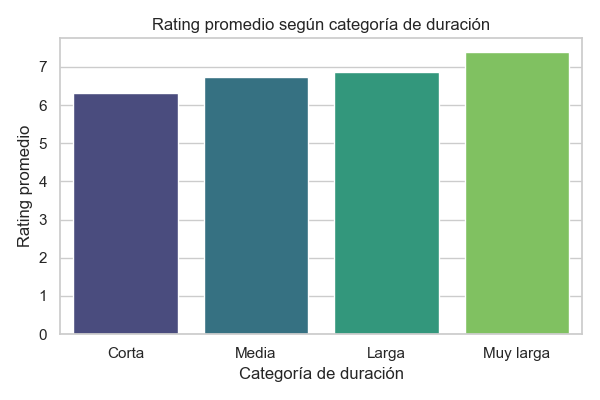 Rating promedio según categoría de duración
Rating promedio
7
6
5
4
3
2
1
0
Corta
Media
Larga
Muy larga
Categoría de duración